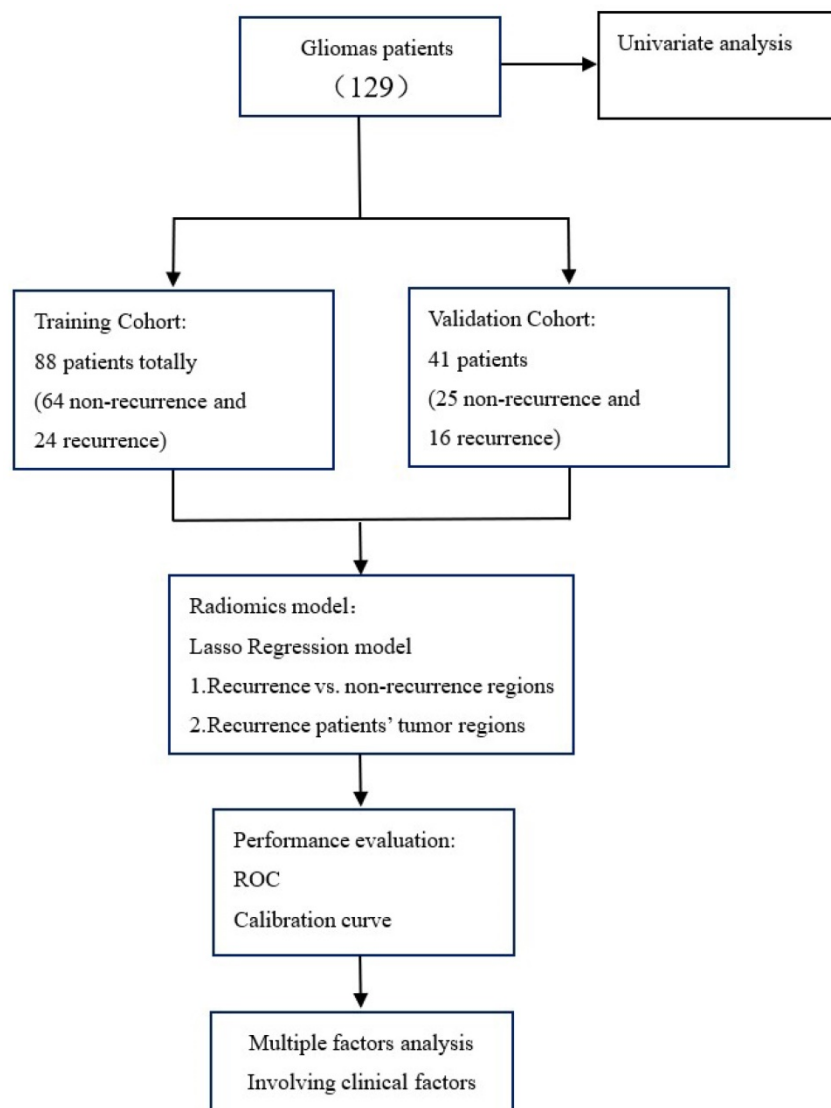 Gliomas patients
（129）
Univariate analysis
Training Cohort:
88 patients totally
(64 non-recurrence and
24 recurrence)
Validation Cohort:
41 patients
(25 non-recurrence and
16 recurrence)
Radiomics model：
Lasso Regression model
1.Recurrence vs. non-recurrence regions
2.Recurrence patients’ tumor regions
Performance evaluation:
ROC
Calibration curve
Multiple factors analysis
Involving clinical factors